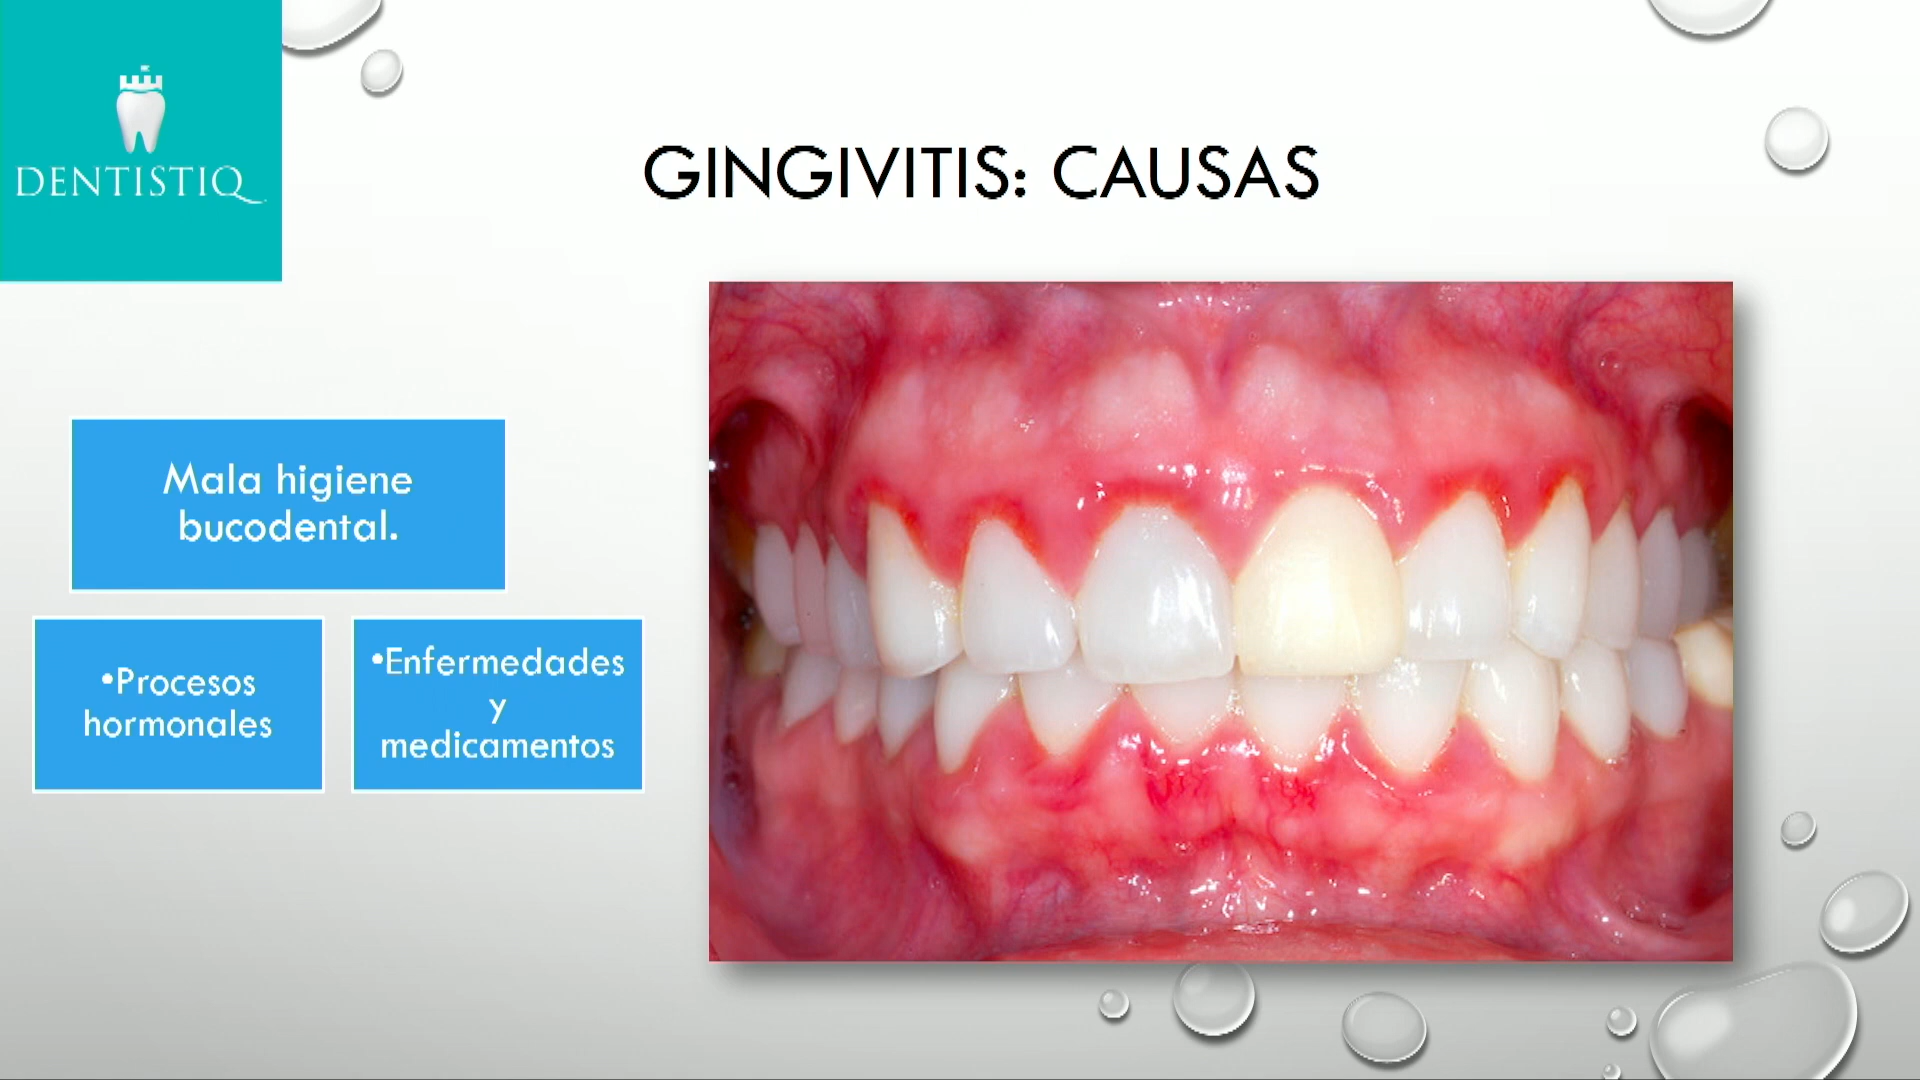 DENTISTIQ
GINGIVITIS: CAUSAS
Mala higiene
bucodental.
•Procesos
hormonales
•Enfermedades
y
medicamentos